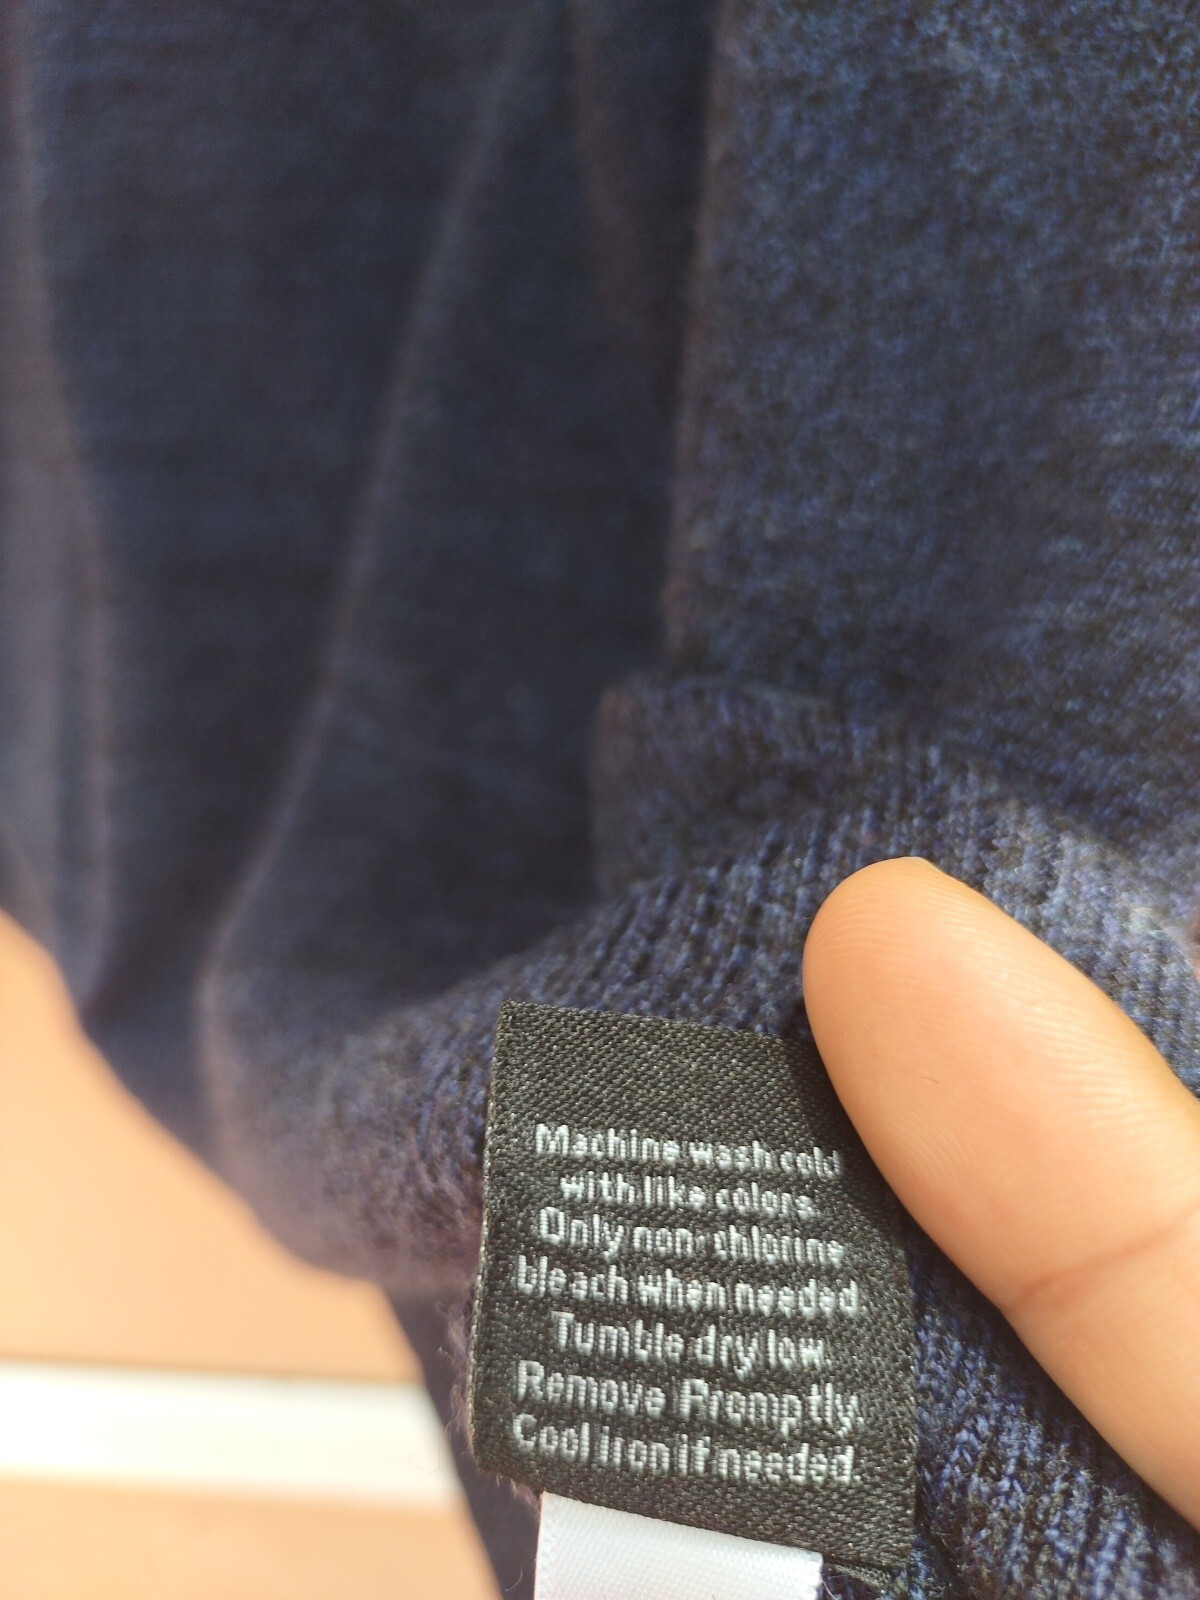 Machine wash cold
with like colors
Only non-chlorine
bleach when needed.
Tumble dry low.
Remove Promptly.
Cool iron if needed.